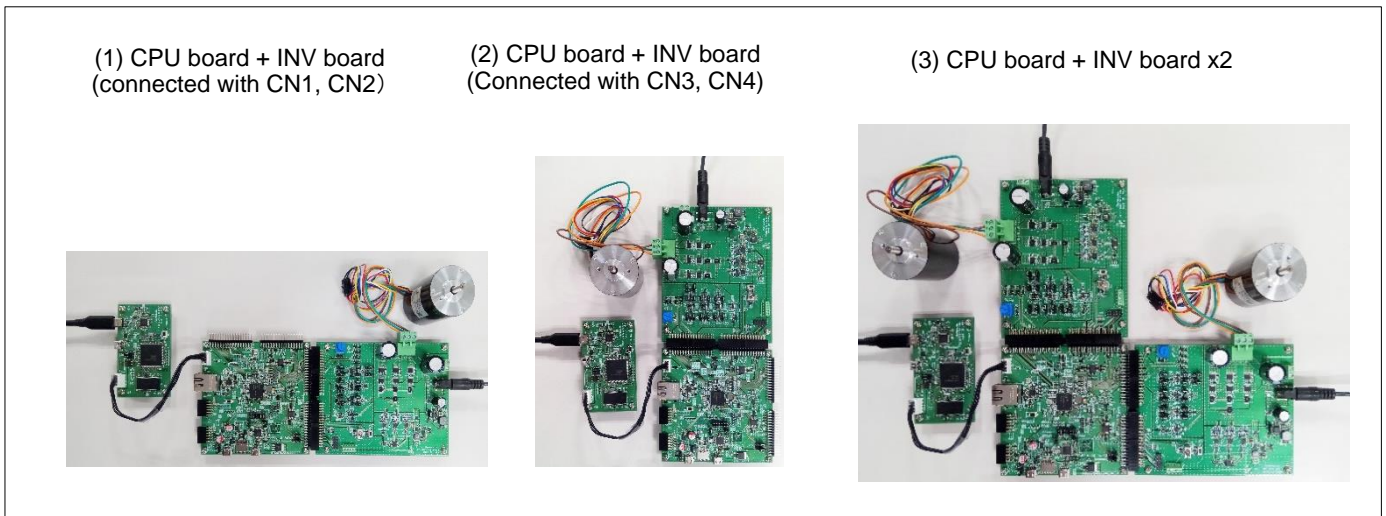 (1) CPU board + INV board
(connected with CN1, CN2）
(2) CPU board + INV board
(Connected with CN3, CN4)
(3) CPU board + INV board x2